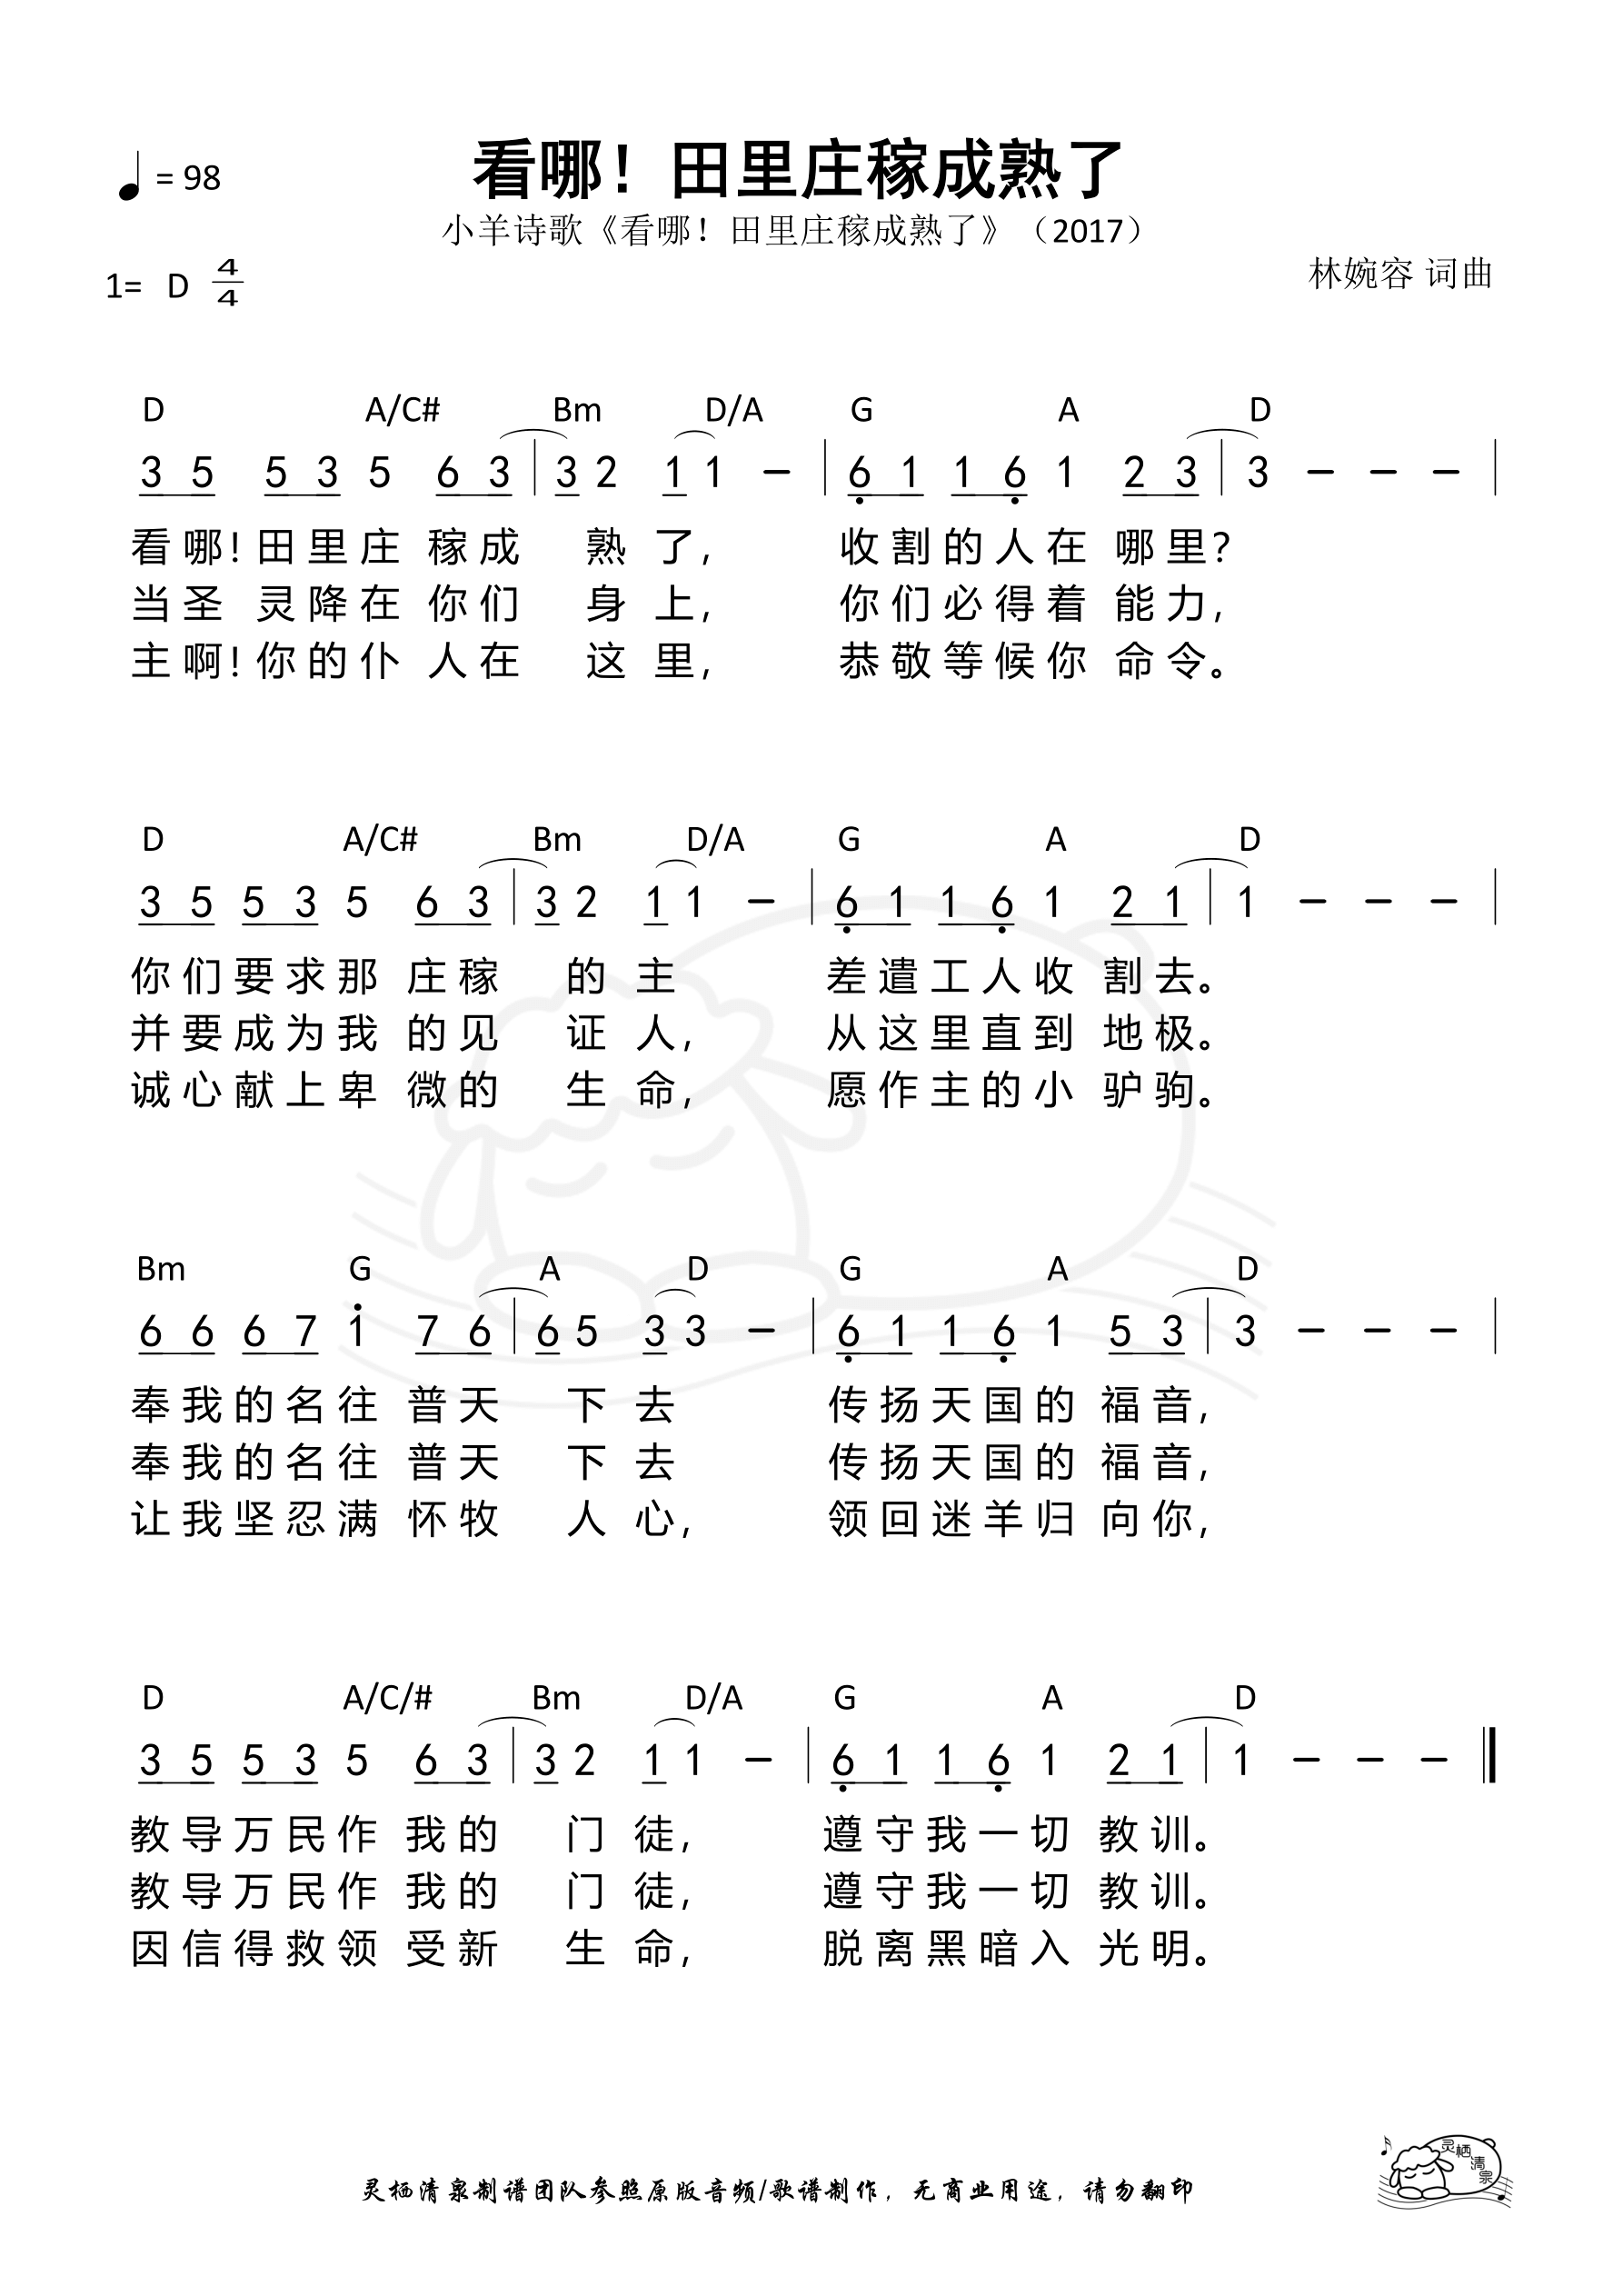 看哪！田里庄稼成熟了
= 98
小羊诗歌《看哪！田里庄稼成熟了》（2017）
1= D 4/4
林婉容 词曲
D A/C# Bm D/A G A D
3 5 5 3 5 6 3 | 3 2 1 1 － | 6 1 1 6 1 2 3 | 3 － － － |
看哪！田里庄稼成熟了，收割的人在哪里？
当圣灵降在你们身上，你们必得着能力，
主啊！你的仆人在这里，恭敬等候你命令。
D A/C# Bm D/A G A D
3 5 5 3 5 6 3 | 3 2 1 1 － | 6 1 1 6 1 2 1 | 1 － － － |
你们要求那庄稼的主 差遣工人收割去。
并要成为我的见证人，从这里直到地极。
诚心献上卑微的生命，愿作主的小驴驹。
Bm G A D G A D
6 6 6 7 1 7 6 | 6 5 3 3 － | 6 1 1 6 1 5 3 | 3 － － － |
奉我的名往普天下去 传扬天国的福音，
奉我的名往普天下去 传扬天国的福音，
让我坚忍满怀牧人心，领回迷羊归向你，
D A/C/# Bm D/A G A D
3 5 5 3 5 6 3 | 3 2 1 1 － | 6 1 1 6 1 2 1 | 1 － － － ‖
教导万民作我的门徒，遵守我一切教训。
教导万民作我的门徒，遵守我一切教训。
因信得救领受新生命，脱离黑暗入光明。
灵栖清泉
灵栖清泉制谱团队参照原版音频/歌谱制作，无商业用途，请勿翻印